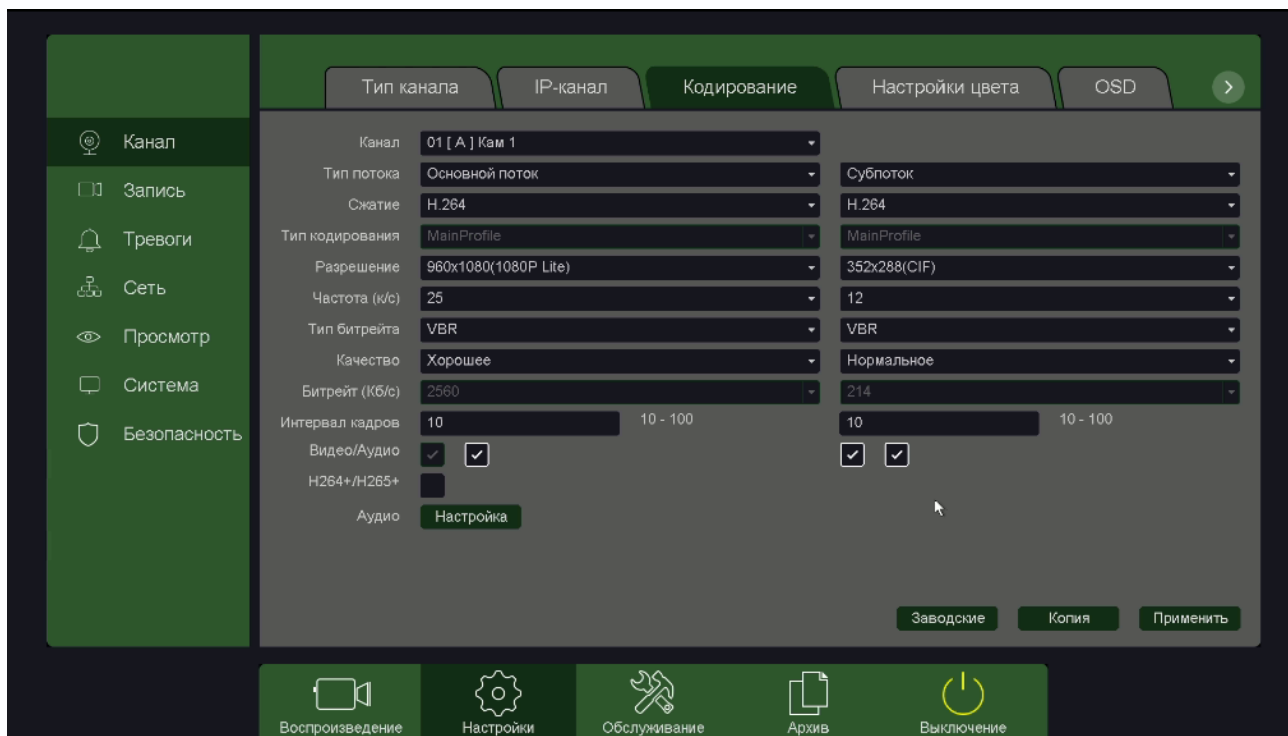 Тип канала IP-канал Кодирование Настройки цвета OSD
Канал
Запись
Тревоги
Сеть
Просмотр
Система
Безопасность
Канал 01 [ A ] Кам 1
Тип потока Основной поток Субпоток
Сжатие H.264 H.264
Тип кодирования MainProfile MainProfile
Разрешение 960x1080(1080P Lite) 352x288(CIF)
Частота (к/с) 25 12
Тип битрейта VBR VBR
Качество Хорошее Нормальное
Битрейт (Кб/с) 2560 214
Интервал кадров 10 10 - 100 10 10 - 100
Видео/Аудио
H264+/H265+
Аудио Настройка
Заводские Копия Применить
Воспроизведение Настройки Обслуживание Архив Выключение